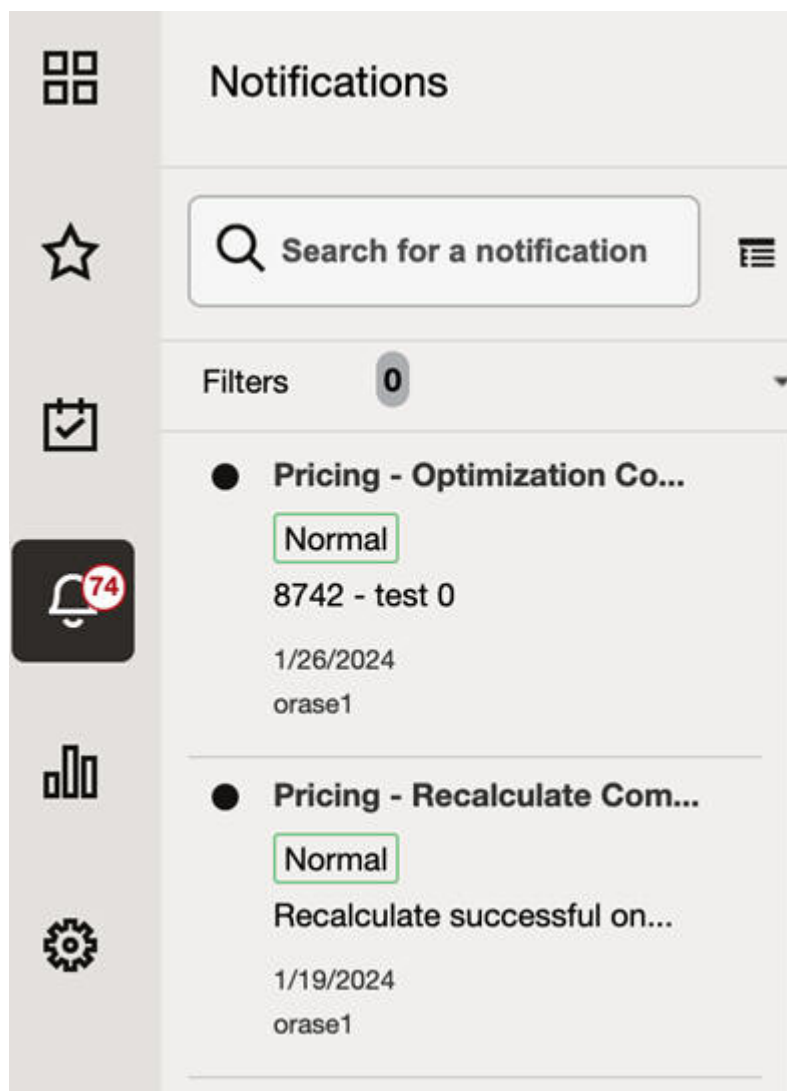 Notifications
Search for a notification
Filters 0
Pricing - Optimization Co...
Normal
8742 - test 0
1/26/2024
orase1
74
Pricing - Recalculate Com...
Normal
Recalculate successful on...
1/19/2024
orase1